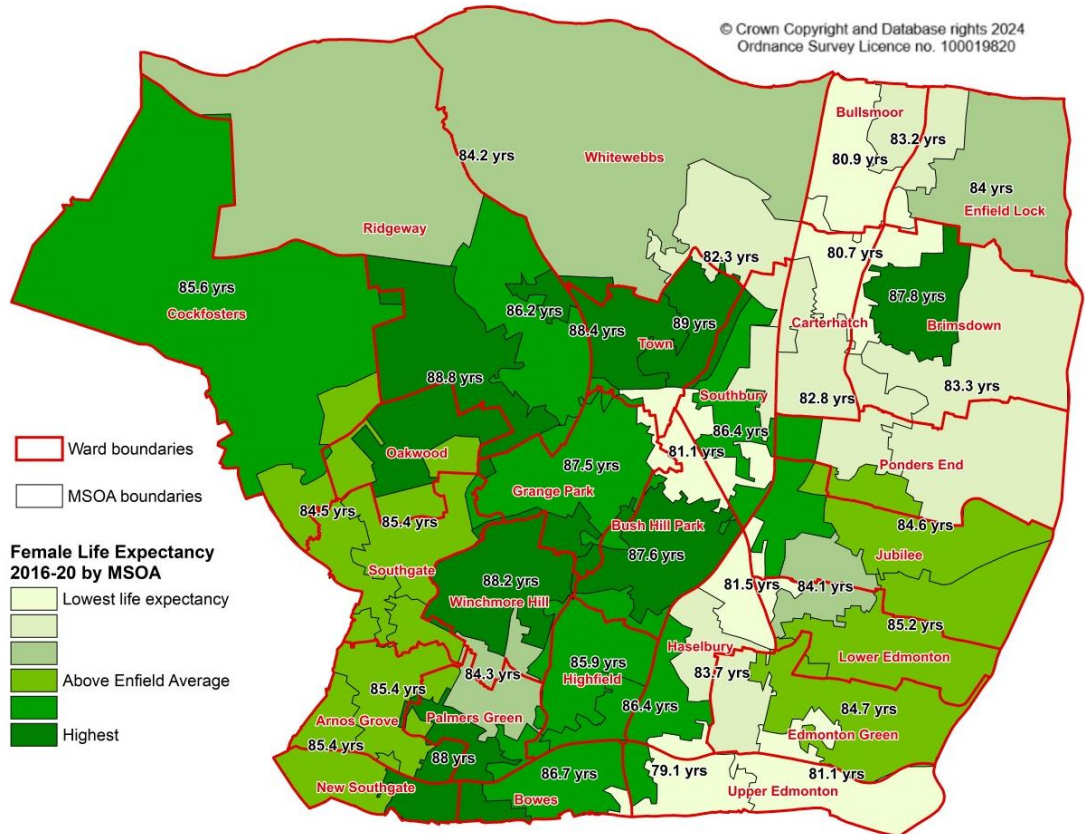 © Crown Copyright and Database rights 2024
Ordnance Survey Licence no. 100019820
Bullsmoor
83.2 yrs
80.9 yrs
84.2 yrs
Whitewebbs
84 yrs
Enfield Lock
Ridgeway
82.3 yrs
80.7 yrs
85.6 yrs
Cockfosters
86.2 yrs
88.4 yrs
89 yrs
Town
87.8 yrs
Carterhatch
Brimsdown
88.8 yrs
83.3 yrs
Southbury
82.8 yrs
86.4 yrs
Ward boundaries
Oakwood
81.1 yrs
87.5 yrs
Ponders End
Grange Park
MSOA boundaries
84.5 yrs
85.4 yrs
Bush Hill Park
84.6 yrs
Jubilee
87.6 yrs
Female Life Expectancy
2016-20 by MSOA
Southgate
88.2 yrs
Winchmore Hill
81.5 yrs
84.1 yrs
Lowest life expectancy
85.2 yrs
Haselbury
Lower Edmonton
85.9 yrs
Highfield
84.3 yrs
83.7 yrs
Above Enfield Average
85.4 yrs
86.4 yrs
84.7 yrs
Arnos Grove
Palmers Green
Edmonton Green
Highest
85.4 yrs
88 yrs
86.7 yrs
79.1 yrs
81.1 yrs
New Southgate
Bowes
Upper Edmonton